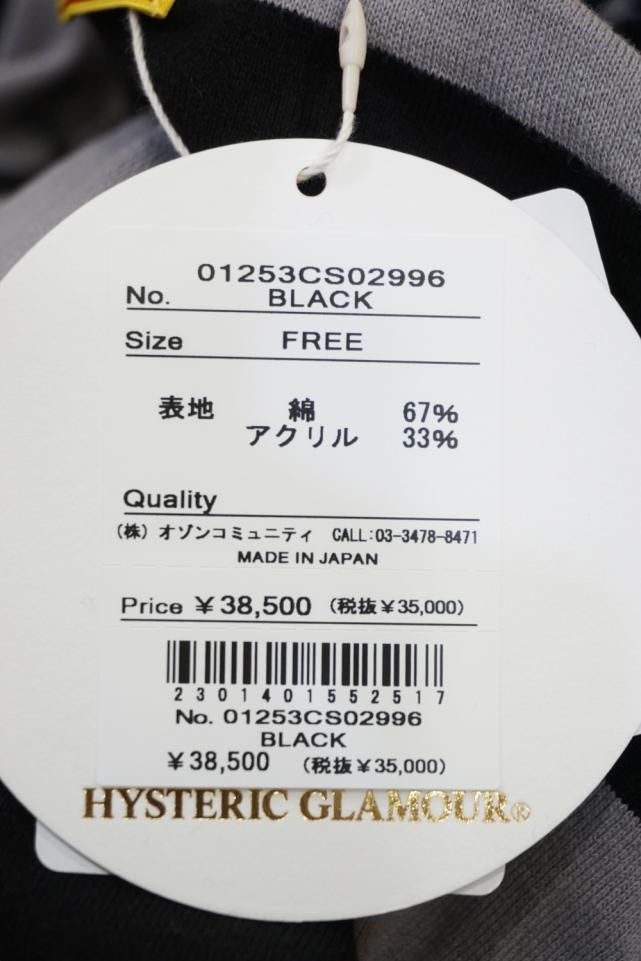 01253CS02996
No. BLACK
Size FREE
表地 綿 67%
アクリル 33%
Quality
(株) オゾンコミュニティ CALL:03-3478-8471
MADE IN JAPAN
Price ¥38,500 (税抜¥35,000)
2301401552517
No. 01253CS02996
BLACK
¥38,500 (税抜¥35,000)
HYSTERIC GLAMOUR®